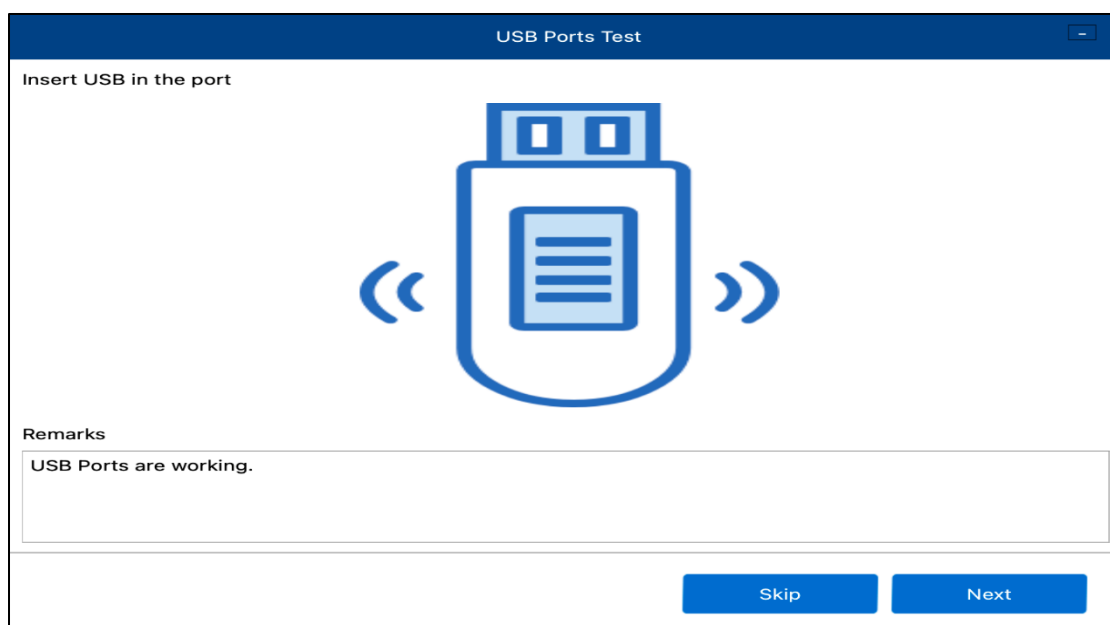 USB Ports Test
Insert USB in the port
Remarks
USB Ports are working.
Skip
Next